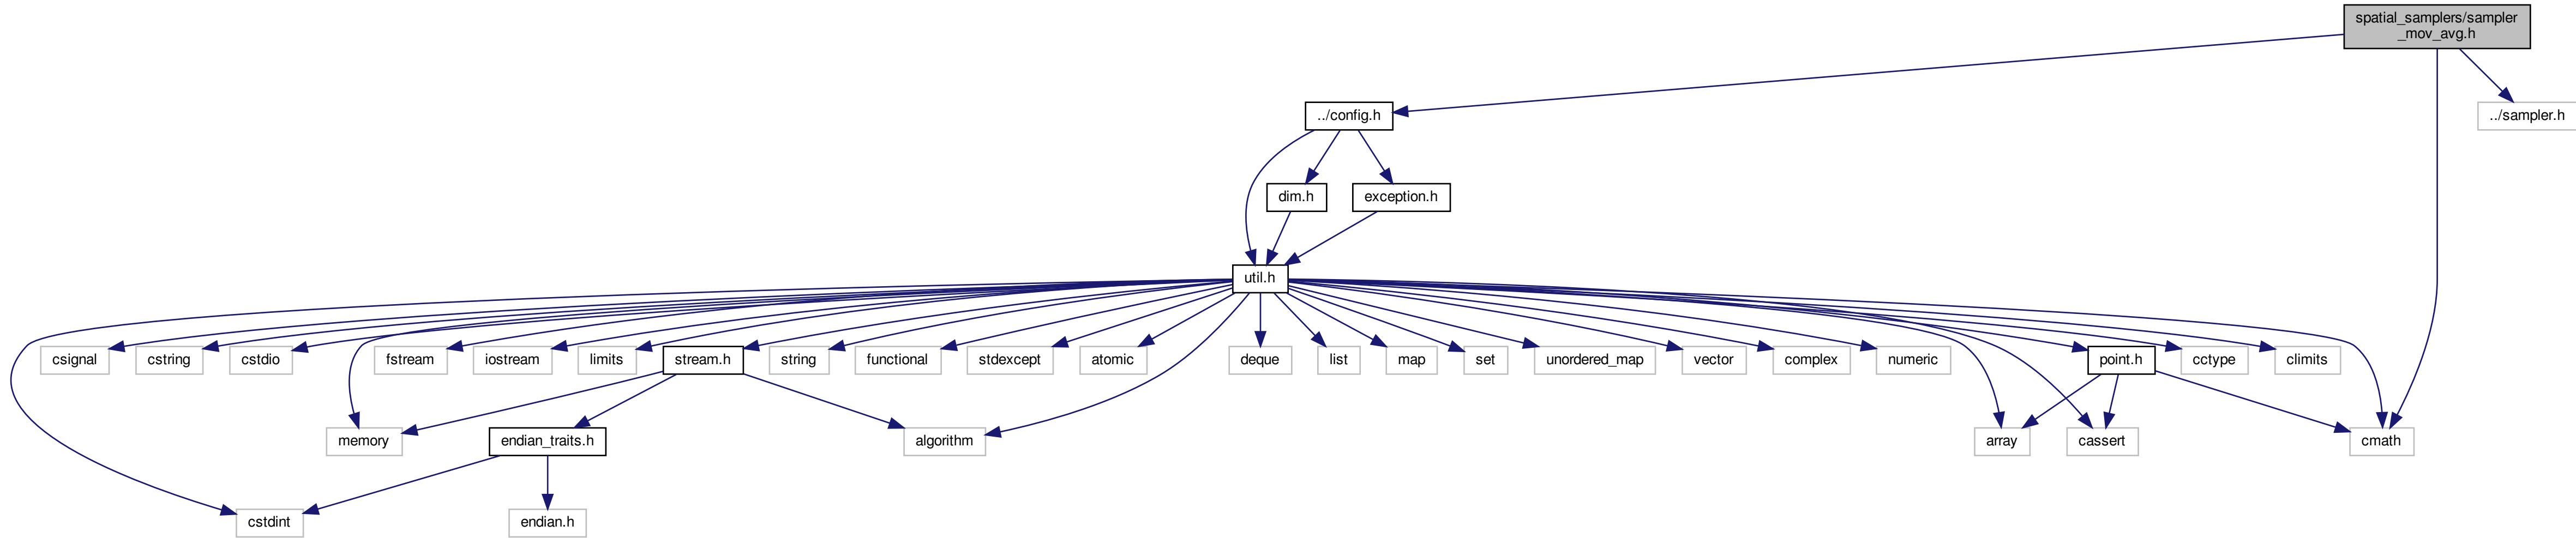 spatial_samplers/sampler
_mov_avg.h
../config.h
../sampler.h
dim.h
exception.h
util.h
csignal
cstring
cstdio
fstream
iostream
limits
stream.h
string
functional
stdexcept
atomic
deque
list
map
set
unordered_map
vector
complex
numeric
point.h
cctype
climits
memory
endian_traits.h
algorithm
array
cassert
cmath
cstdint
endian.h